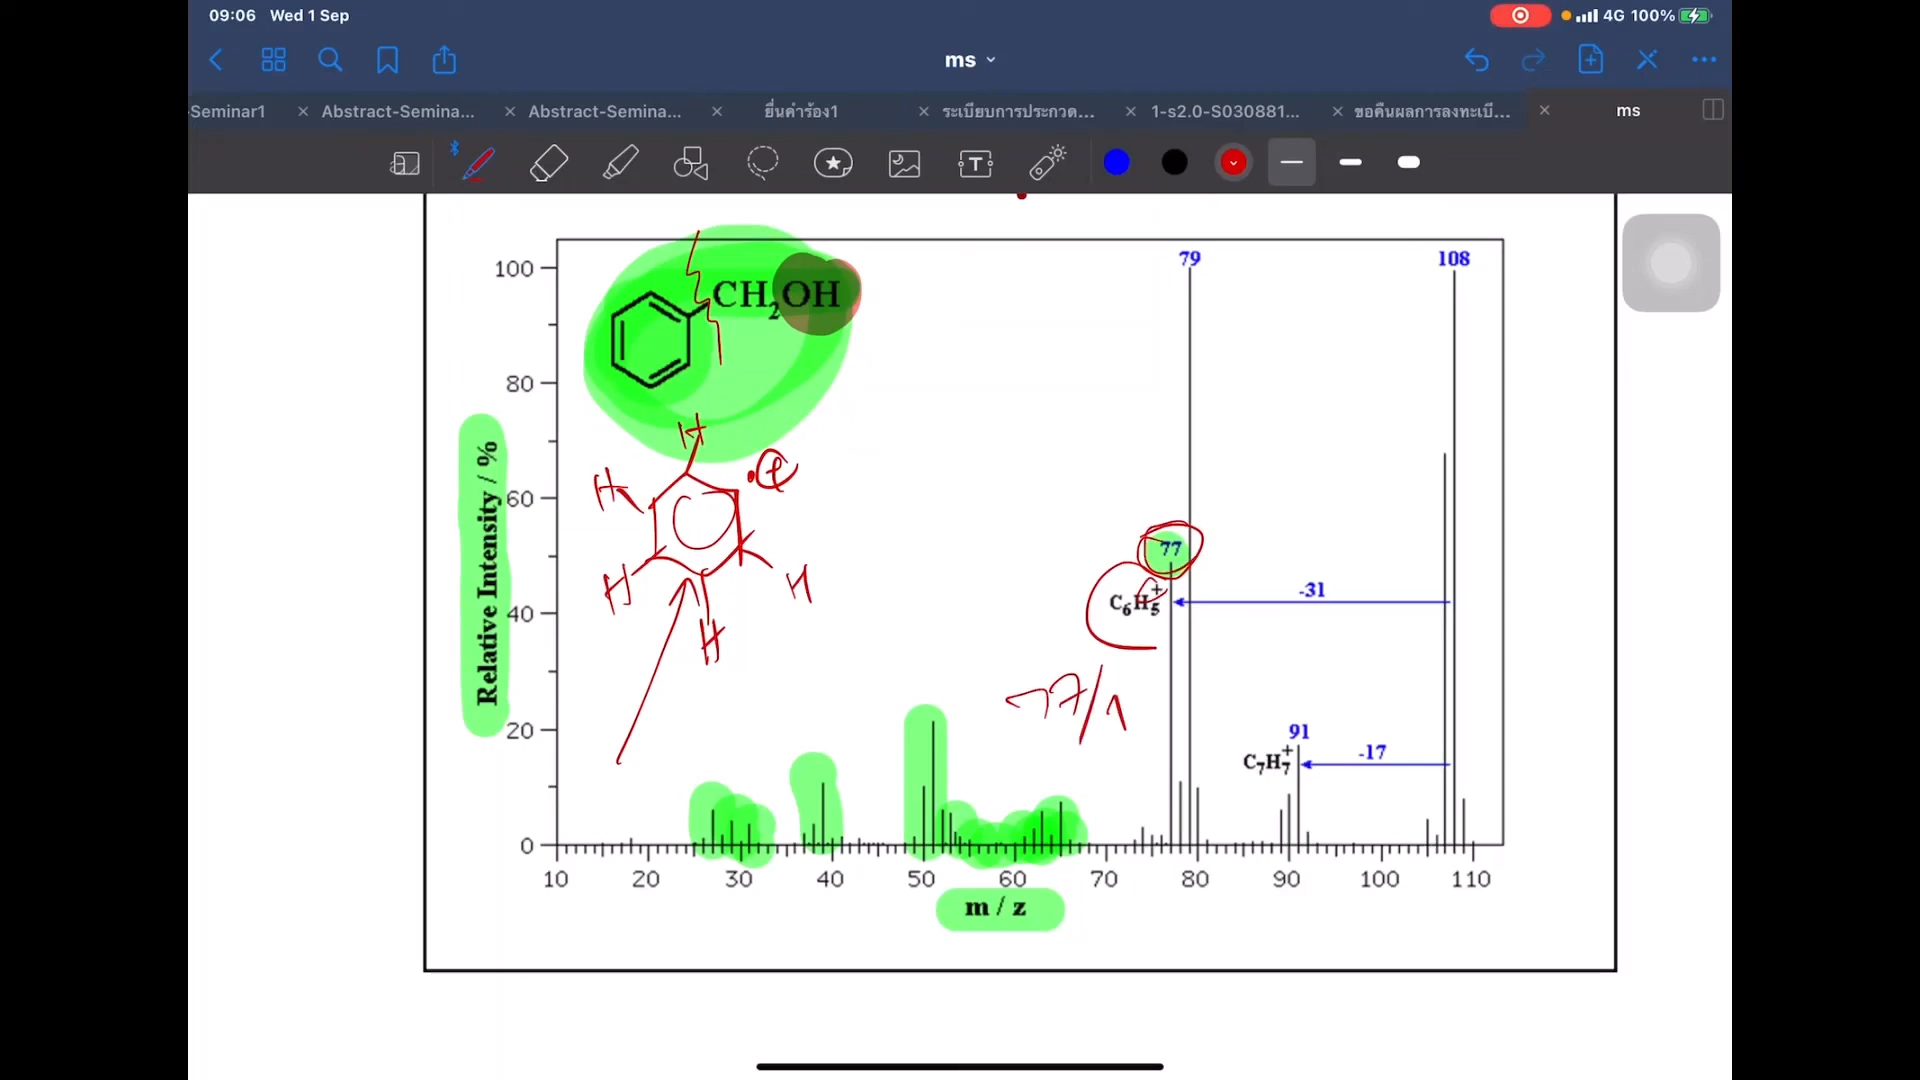 09:06 Wed 1 Sep
4G 100%
ms
Seminar1
Abstract-Semina...
Abstract-Semina...
ยื่นคำร้อง1
ระเบียบการประกวด...
1-s2.0-S030881...
ขอคืนผลการลงทะเบี...
ms
79
108
100
80
60
40
20
0
Relative Intensity / %
CH2OH
H
H
H
H
H
⊕
77
C6H5+
-31
77/1
91
C7H7+
-17
10 20 30 40 50 60 70 80 90 100 110
m / z